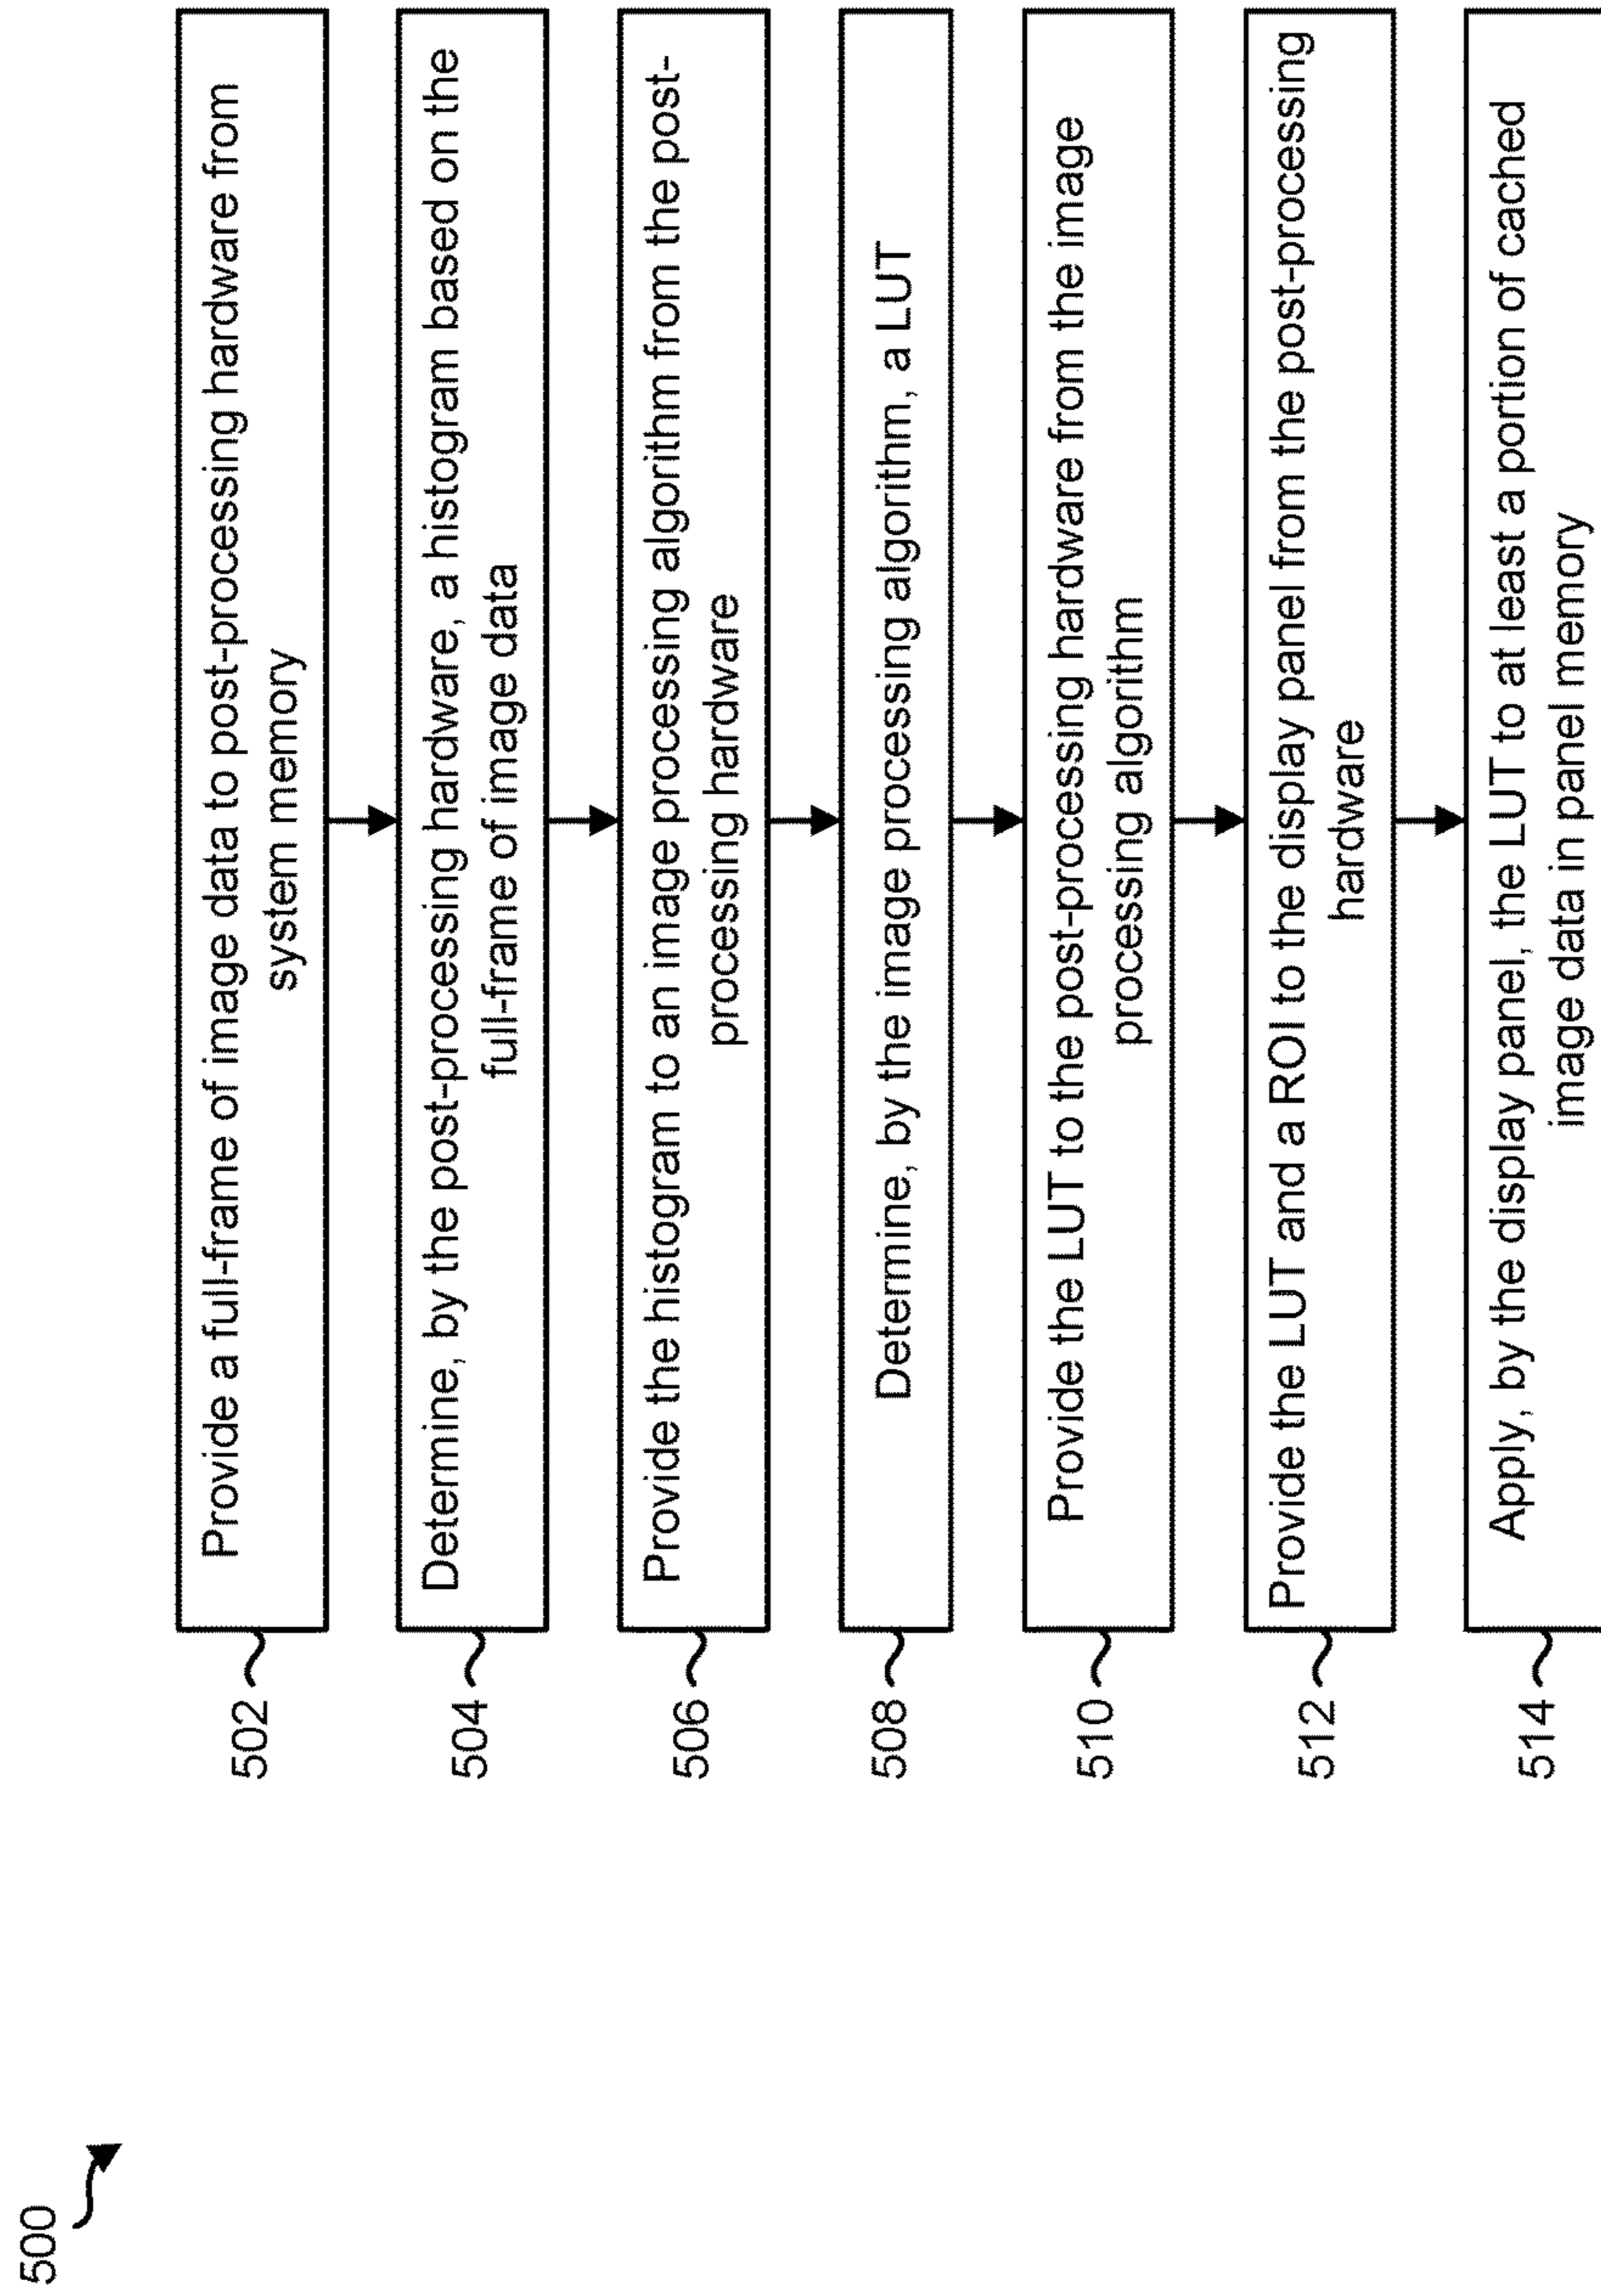 500
502
Provide a full-frame of image data to post-processing hardware from
system memory
504
Determine, by the post-processing hardware, a histogram based on the
full-frame of image data
506
Provide the histogram to an image processing algorithm from the post-
processing hardware
508
Determine, by the image processing algorithm, a LUT
510
Provide the LUT to the post-processing hardware from the image
processing algorithm
512
Provide the LUT and a ROI to the display panel from the post-processing
hardware
514
Apply, by the display panel, the LUT to at least a portion of cached
image data in panel memory